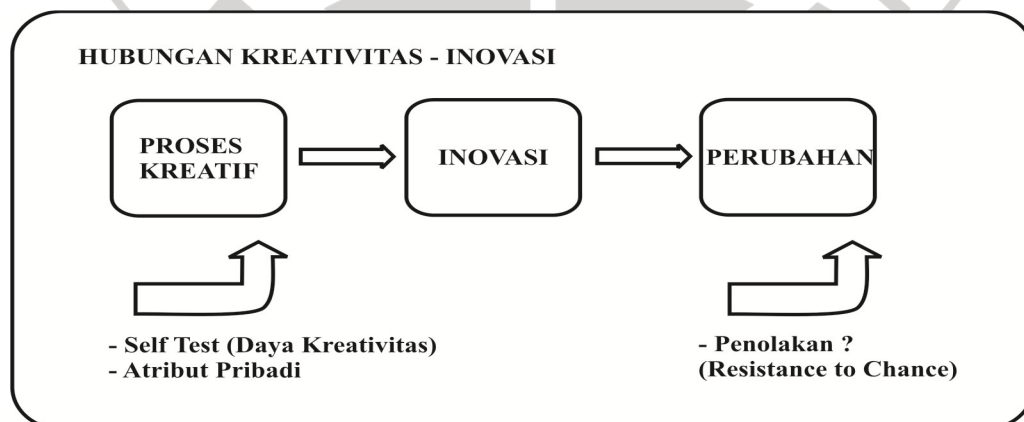 HUBUNGAN KREATIVITAS - INOVASI
PROSES
KREATIF
INOVASI
PERUBAHAN
- Self Test (Daya Kreativitas)
- Atribut Pribadi
- Penolakan ?
(Resistance to Chance)